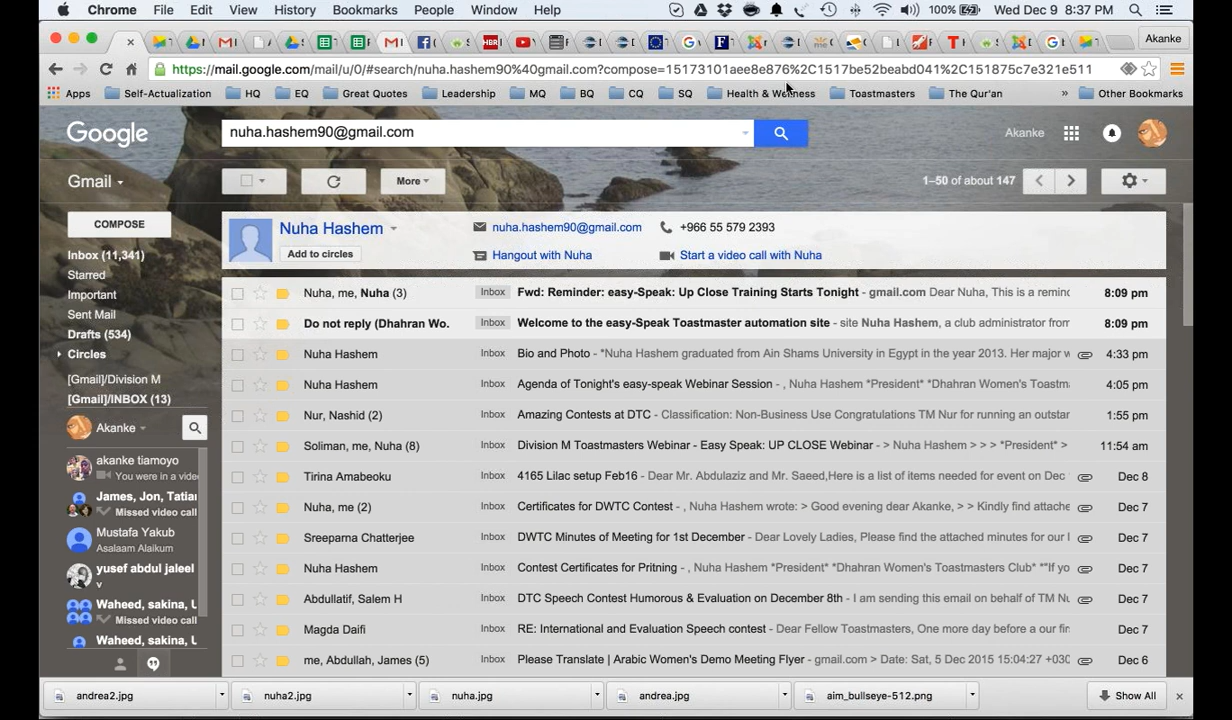 Chrome File Edit View History Bookmarks People Window Help 100% Wed Dec 9 8:37 PM
Akanke
https://mail.google.com/mail/u/0/#search/nuha.hashem90%40gmail.com?compose=15173101aee8e876%2C1517be52beabd041%2C151875c7e321e511
Apps Self-Actualization HQ EQ Great Quotes Leadership MQ BQ CQ SQ Health & Wellness Toastmasters The Qur'an » Other Bookmarks
Google nuha.hashem90@gmail.com Akanke
Gmail More 1–50 of about 147
COMPOSE
Inbox (11,341)
Starred
Important
Sent Mail
Drafts (534)
Circles
[Gmail]/Division M
[Gmail]/INBOX (13)
Akanke
akanke tiamoyo
You were in a vide
James, Jon, Tatia
Missed video call
Mustafa Yakub
Asalaam Alaikum
yusef abdul jaleel
v
Waheed, sakina, U
Missed video call
Waheed, sakina, U
Nuha Hashem nuha.hashem90@gmail.com +966 55 579 2393
Add to circles Hangout with Nuha Start a video call with Nuha
Nuha, me, Nuha (3) Inbox Fwd: Reminder: easy-Speak: Up Close Training Starts Tonight - gmail.com Dear Nuha, This is a remind 8:09 pm
Do not reply (Dhahran Wo. Inbox Welcome to the easy-Speak Toastmaster automation site - site Nuha Hashem, a club administrator from 8:09 pm
Nuha Hashem Inbox Bio and Photo - *Nuha Hashem graduated from Ain Shams University in Egypt in the year 2013. Her major w 4:33 pm
Nuha Hashem Inbox Agenda of Tonight's easy-speak Webinar Session - , Nuha Hashem *President* *Dhahran Women's Toastma 4:05 pm
Nur, Nashid (2) Inbox Amazing Contests at DTC - Classification: Non-Business Use Congratulations TM Nur for running an outstar 1:55 pm
Soliman, me, Nuha (8) Inbox Division M Toastmasters Webinar - Easy Speak: UP CLOSE Webinar - > Nuha Hashem > > > *President* > 11:54 am
Tirina Amabeoku Inbox 4165 Lilac setup Feb16 - Dear Mr. Abdulaziz and Mr. Saeed,Here is a list of items needed for event on Dec Dec 8
Nuha, me (2) Inbox Certificates for DWTC Contest - , Nuha Hashem wrote: > Good evening dear Akanke, > > Kindly find attache Dec 7
Sreeparna Chatterjee Inbox DWTC Minutes of Meeting for 1st December - Dear Lovely Ladies, Please find the attached minutes for our l Dec 7
Nuha Hashem Inbox Contest Certificates for Pritning - , Nuha Hashem *President* *Dhahran Women's Toastmasters Club* *"If yo Dec 7
Abdullatif, Salem H Inbox DTC Speech Contest Humorous & Evaluation on December 8th - I am sending this email on behalf of TM Nu Dec 7
Magda Daifi Inbox RE: International and Evaluation Speech contest - Dear Fellow Toastmasters, One more day before a our fir Dec 7
me, Abdullah, James (5) Inbox Please Translate | Arabic Women's Demo Meeting Flyer - gmail.com > Date: Sat, 5 Dec 2015 15:04:27 +030 Dec 6
andrea2.jpg nuha2.jpg nuha.jpg andrea.jpg aim_bullseye-512.png Show All